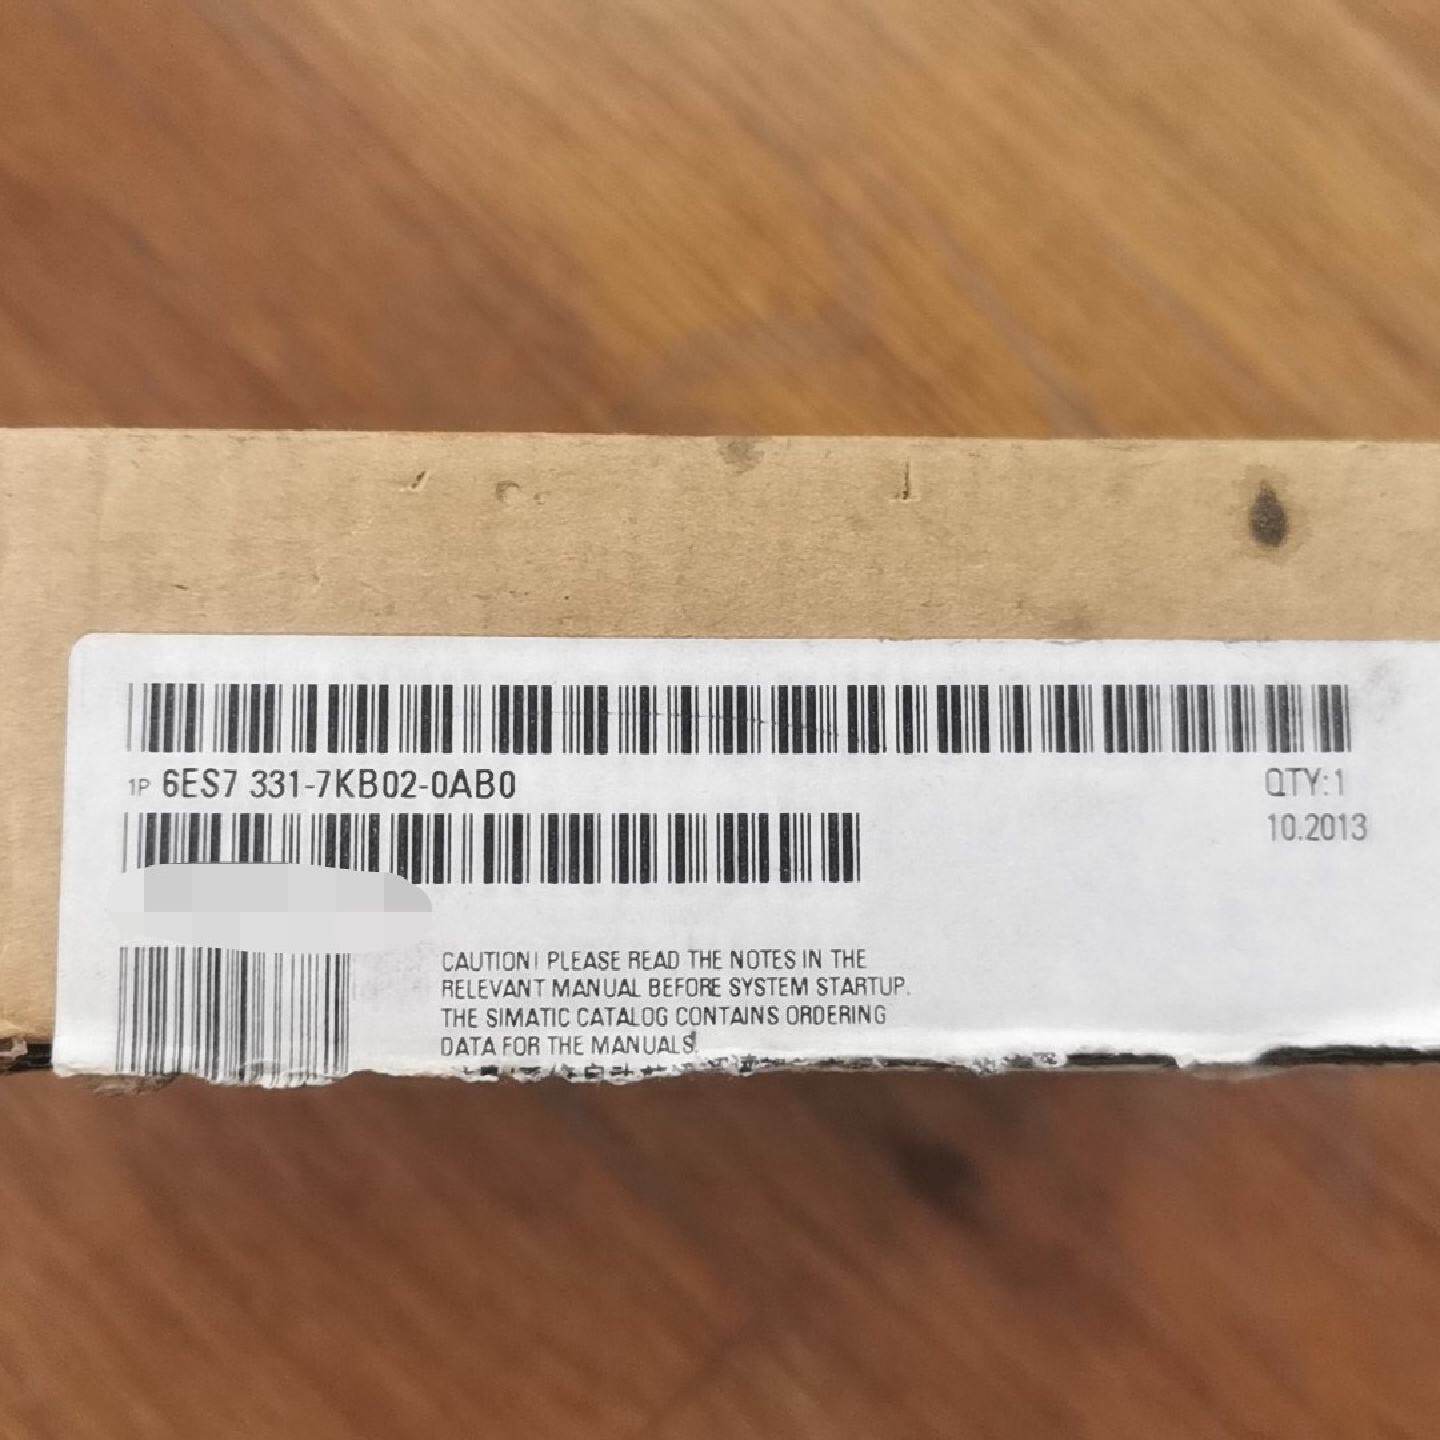 1P 6ES7 331-7KB02-0AB0
QTY:1
10.2013
CAUTION! PLEASE READ THE NOTES IN THE
RELEVANT MANUAL BEFORE SYSTEM STARTUP.
THE SIMATIC CATALOG CONTAINS ORDERING
DATA FOR THE MANUALS.